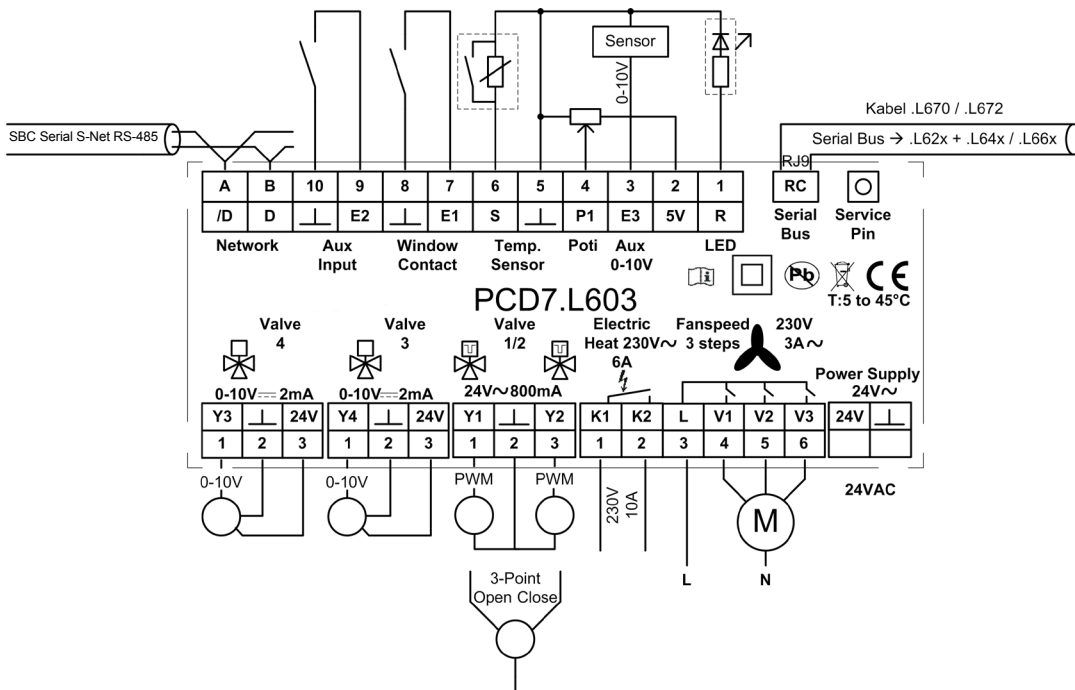 Sensor
0-10V
Kabel .L670 / .L672
SBC Serial S-Net RS-485
Serial Bus → .L62x + .L64x / .L66x
RJ9
A B 10 9 8 7 6 5 4 3 2 1 RC
/D D ⊥ E2 ⊥ E1 S ⊥ P1 E3 5V R
Network Aux Input Window Contact Temp. Sensor Poti Aux 0-10V LED Serial Bus Service Pin
Pb CE
T:5 to 45°C
PCD7.L603
Valve 4
Valve 3
Valve 1/2
Electric Heat 230V~ 6A
Fanspeed 3 steps
230V 3A~
Power Supply 24V~
0-10V⎓2mA
0-10V⎓2mA
24V~800mA
Y3 ⊥ 24V Y4 ⊥ 24V Y1 ⊥ Y2 K1 K2 L V1 V2 V3 24V ⊥
1 2 3 1 2 3 1 2 3 1 2 3 4 5 6
0-10V
0-10V
PWM
PWM
230V
10A
24VAC
M
L
N
3-Point
Open Close